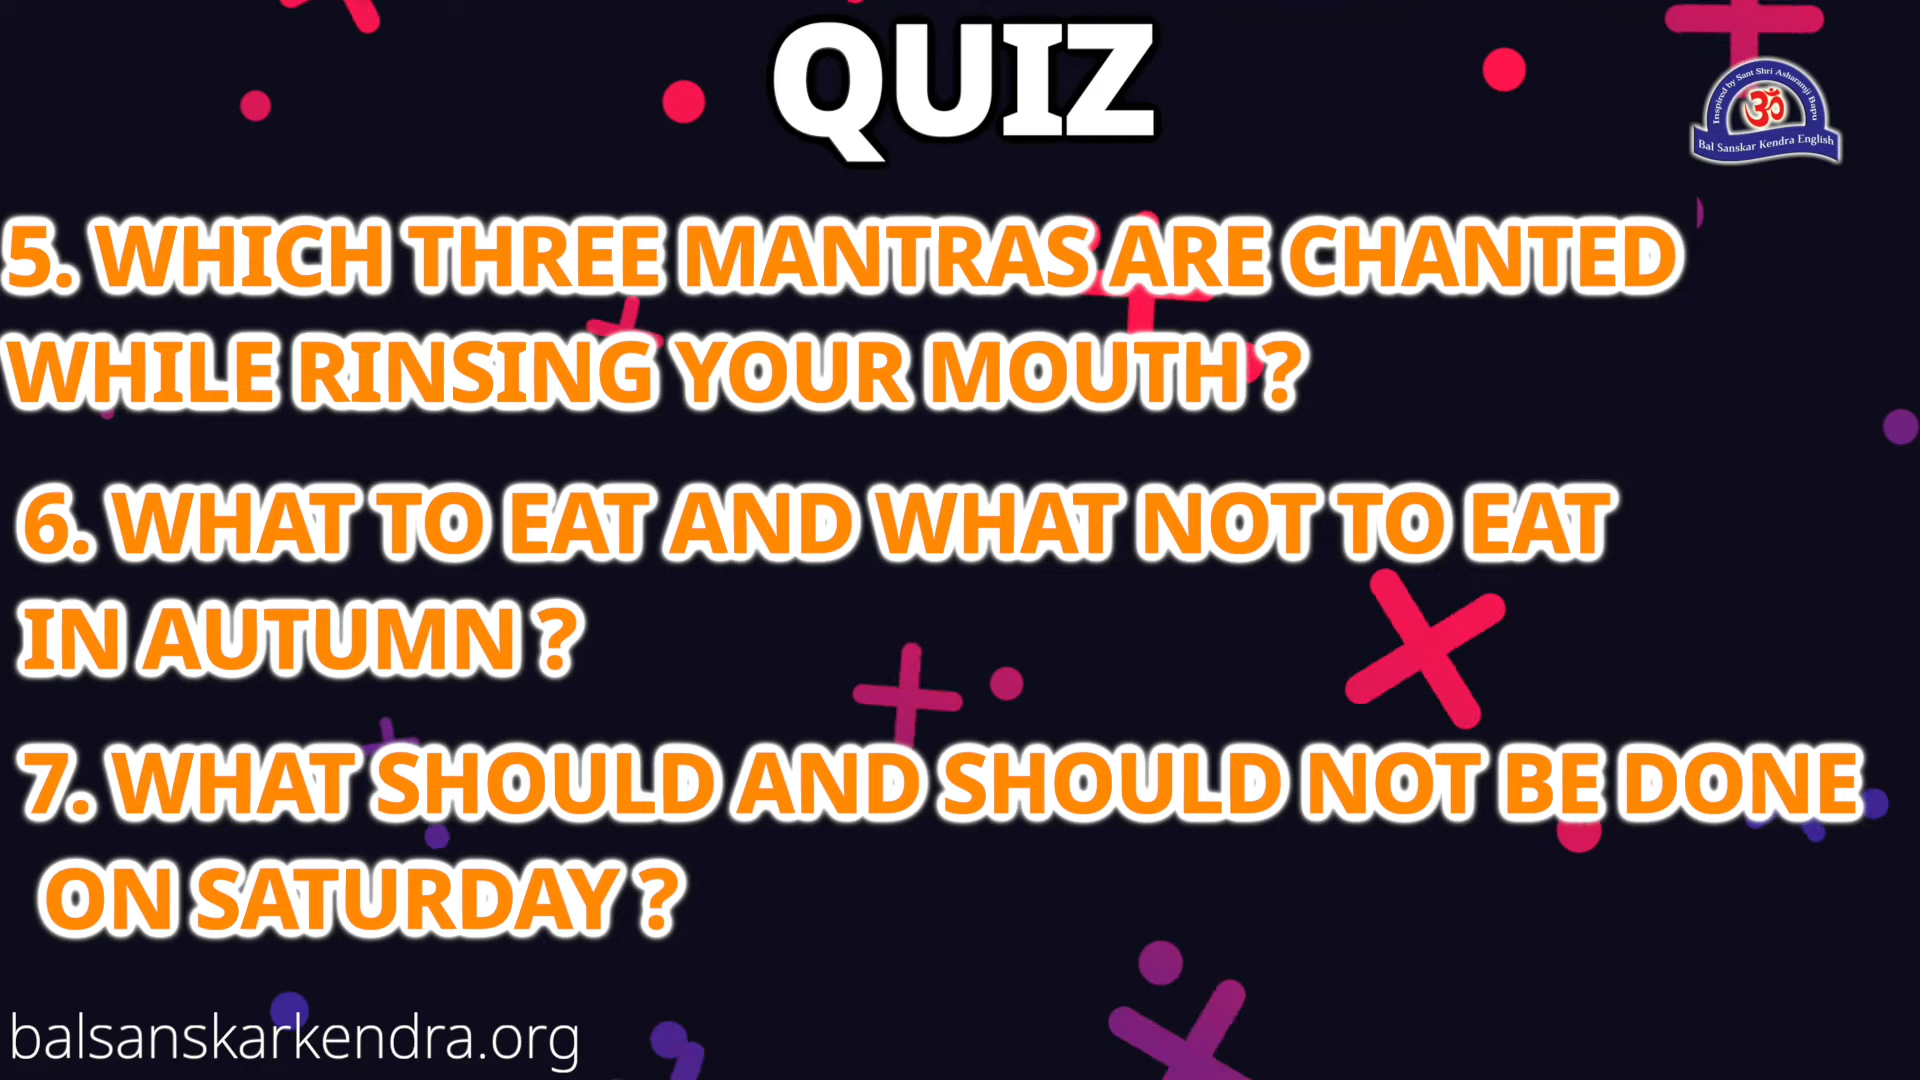 QUIZ
Inspired by Sant Shri Asharamji Bapu
ॐ
Bal Sanskar Kendra English
5. WHICH THREE MANTRAS ARE CHANTED
WHILE RINSING YOUR MOUTH ?
6. WHAT TO EAT AND WHAT NOT TO EAT
IN AUTUMN ?
7. WHAT SHOULD AND SHOULD NOT BE DONE
ON SATURDAY ?
balsanskarkendra.org